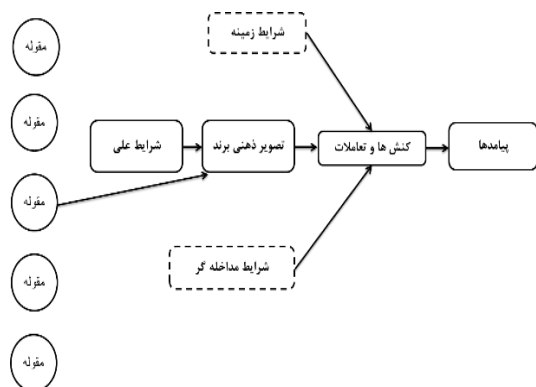 مقوله
شرایط زمینه
مقوله
شرایط علی
تصویر ذهنی برند
کنش ها و تعاملات
پیامدها
مقوله
شرایط مداخله گر
مقوله
مقوله